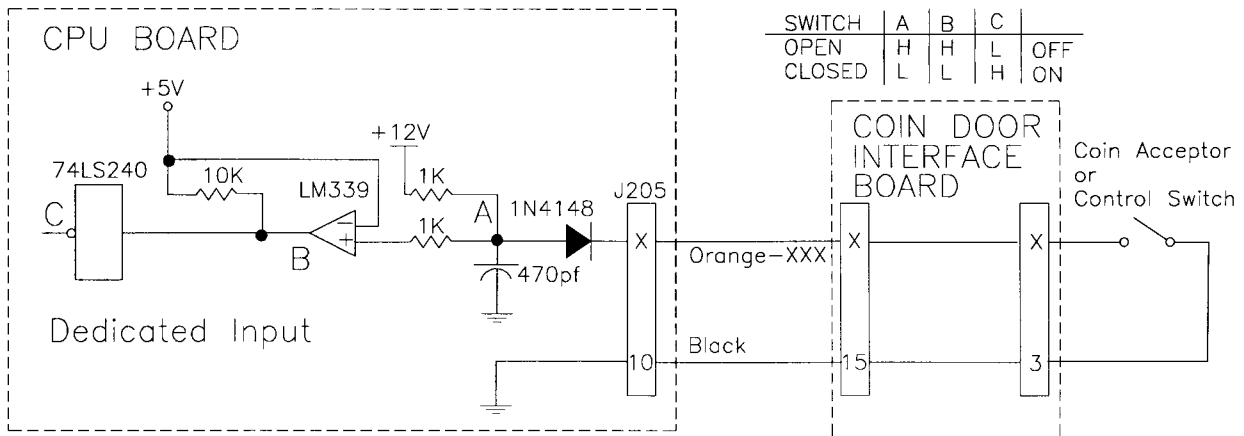 CPU BOARD
SWITCH A B C
OPEN H H L OFF
CLOSED L L H ON
+5V
+12V
COIN DOOR
INTERFACE
BOARD
Coin Acceptor
or
Control Switch
74LS240
10K
LM339
1K
J205
1N4148
A
C
−
+
1K
B
X
X
X
Orange-XXX
470pf
Dedicated Input
Black
10
15
3